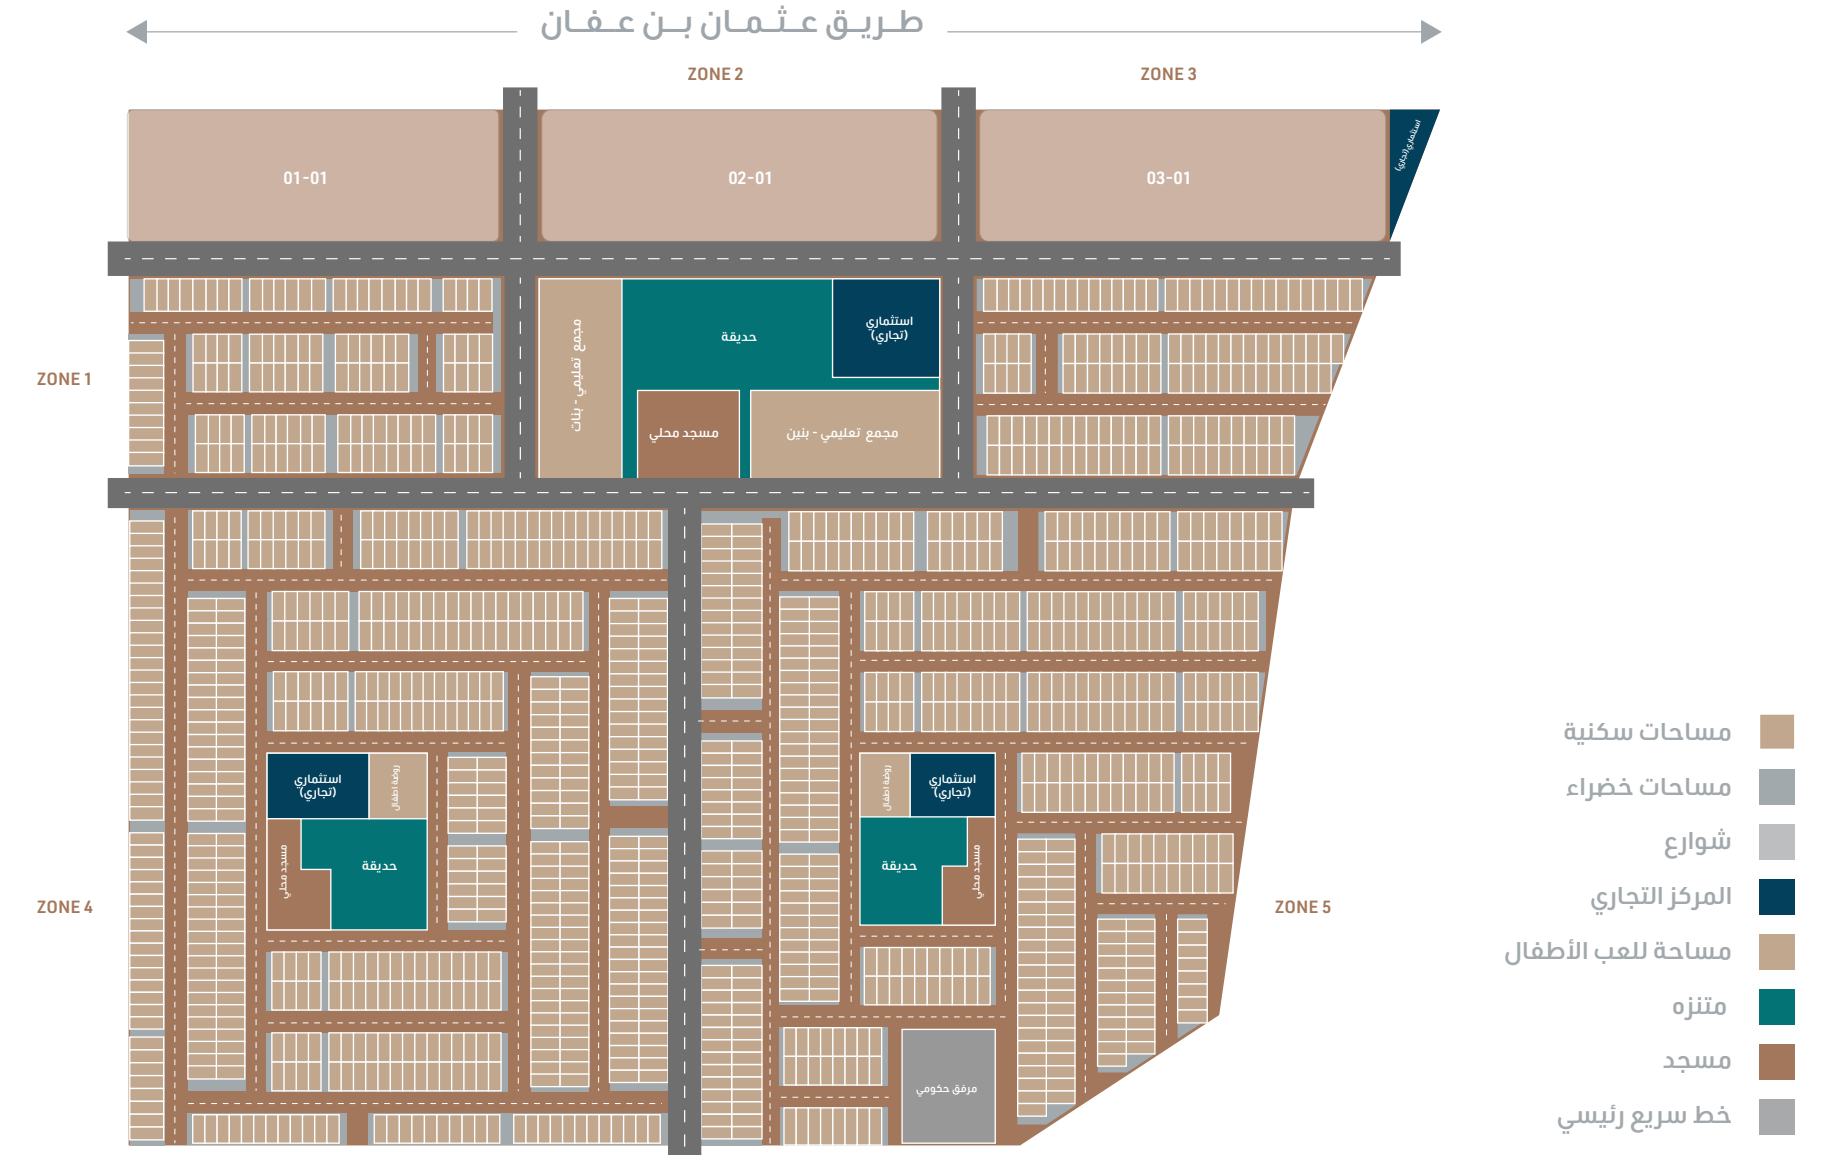 طريق عثمان بن عفان
ZONE 2
ZONE 3
01-01
02-01
03-01
استثماري (تجاري)
ZONE 1
مجمع تعليمي - بنات
حديقة
استثماري
(تجاري)
مسجد محلي
مجمع تعليمي - بنين
ZONE 4
استثماري
(تجاري)
روضة اطفال
مسجد محلي
حديقة
روضة اطفال
استثماري
(تجاري)
حديقة
مسجد محلي
مرفق حكومي
ZONE 5
مساحات سكنية
مساحات خضراء
شوارع
المركز التجاري
مساحة للعب الأطفال
متنزه
مسجد
خط سريع رئيسي